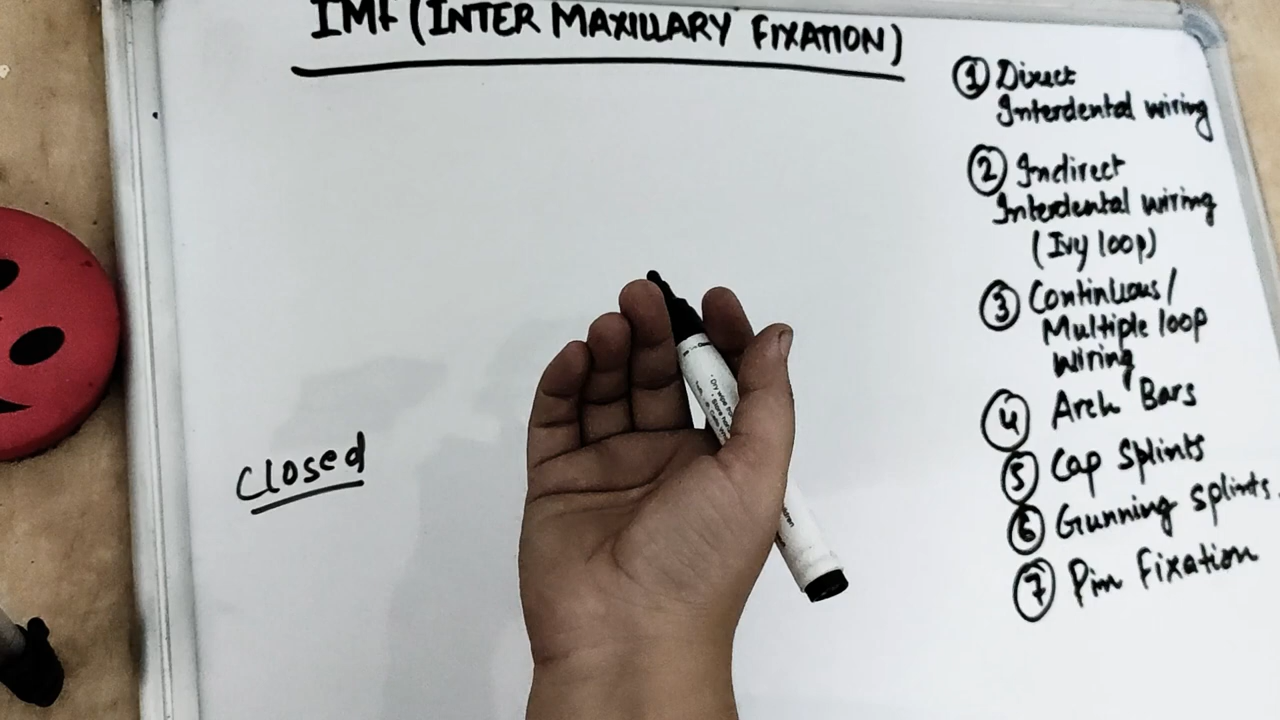 IMF (INTER MAXILLARY FIXATION)
① Direct
Interdental wiring
② Indirect
Interdental wiring
(Ivy loop)
③ Continuous/
Multiple loop
wiring
④ Arch Bars
⑤ Cap Splints
⑥ Gunning splints.
⑦ Pin Fixation
Closed